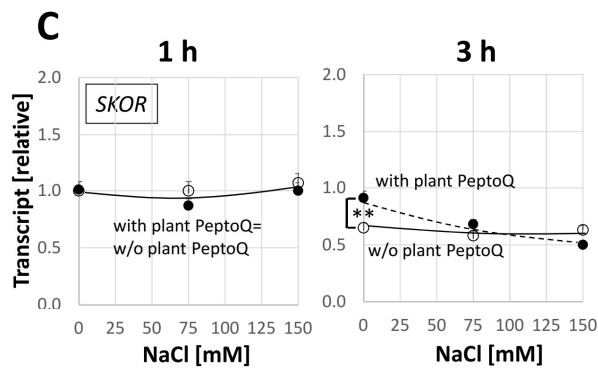 C
1 h
3 h
Transcript [relative]
2.0
1.5
1.0
0.5
0.0
SKOR
with plant PeptoQ=
w/o plant PeptoQ
0 25 50 75 100 125 150
NaCl [mM]
2.0
1.5
1.0
0.5
0.0
with plant PeptoQ
**
w/o plant PeptoQ
0 25 50 75 100 125 150
NaCl [mM]